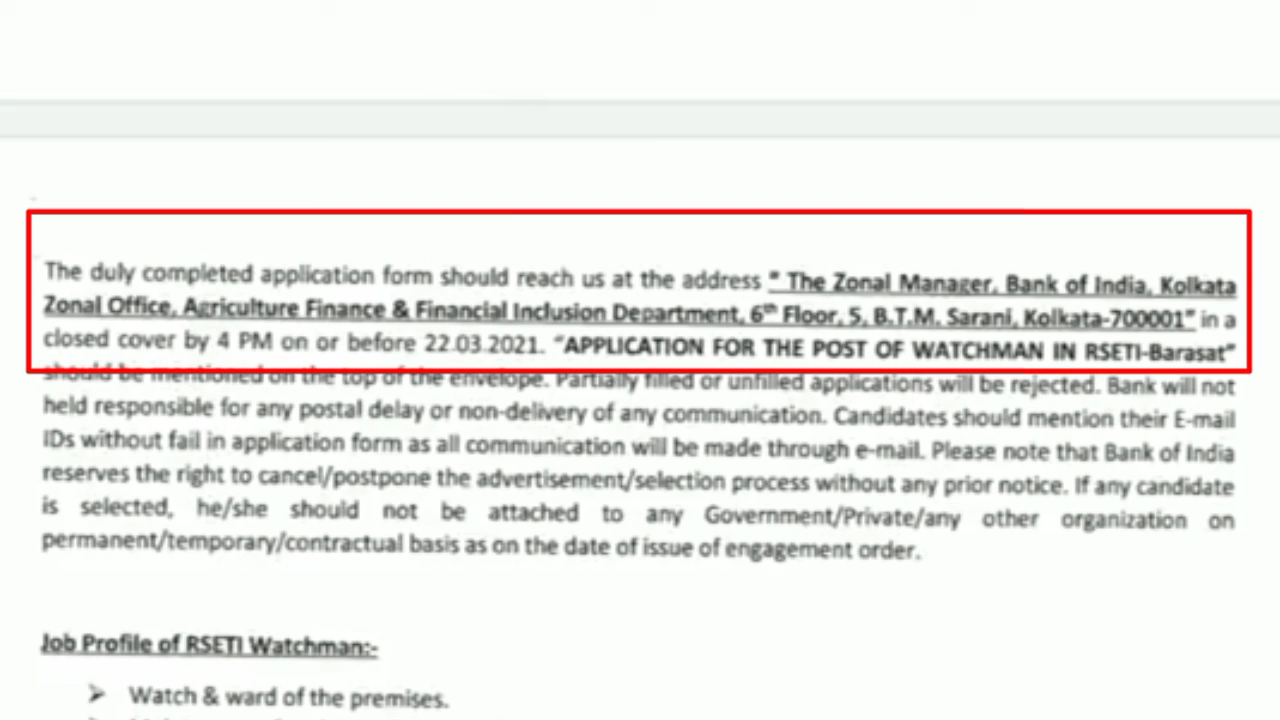 The duly completed application form should reach us at the address " The Zonal Manager, Bank of India, Kolkata
Zonal Office, Agriculture Finance & Financial Inclusion Department, 6th Floor, 5, B.T.M. Sarani, Kolkata-700001" in a
closed cover by 4 PM on or before 22.03.2021. "APPLICATION FOR THE POST OF WATCHMAN IN RSETI-Barasat"
should be mentioned on the top of the envelope. Partially filled or unfilled applications will be rejected. Bank will not
held responsible for any postal delay or non-delivery of any communication. Candidates should mention their E-mail
IDs without fail in application form as all communication will be made through e-mail. Please note that Bank of India
reserves the right to cancel/postpone the advertisement/selection process without any prior notice. If any candidate
is selected, he/she should not be attached to any Government/Private/any other organization on
permanent/temporary/contractual basis as on the date of issue of engagement order.
Job Profile of RSETI Watchman:-
➤ Watch & ward of the premises.